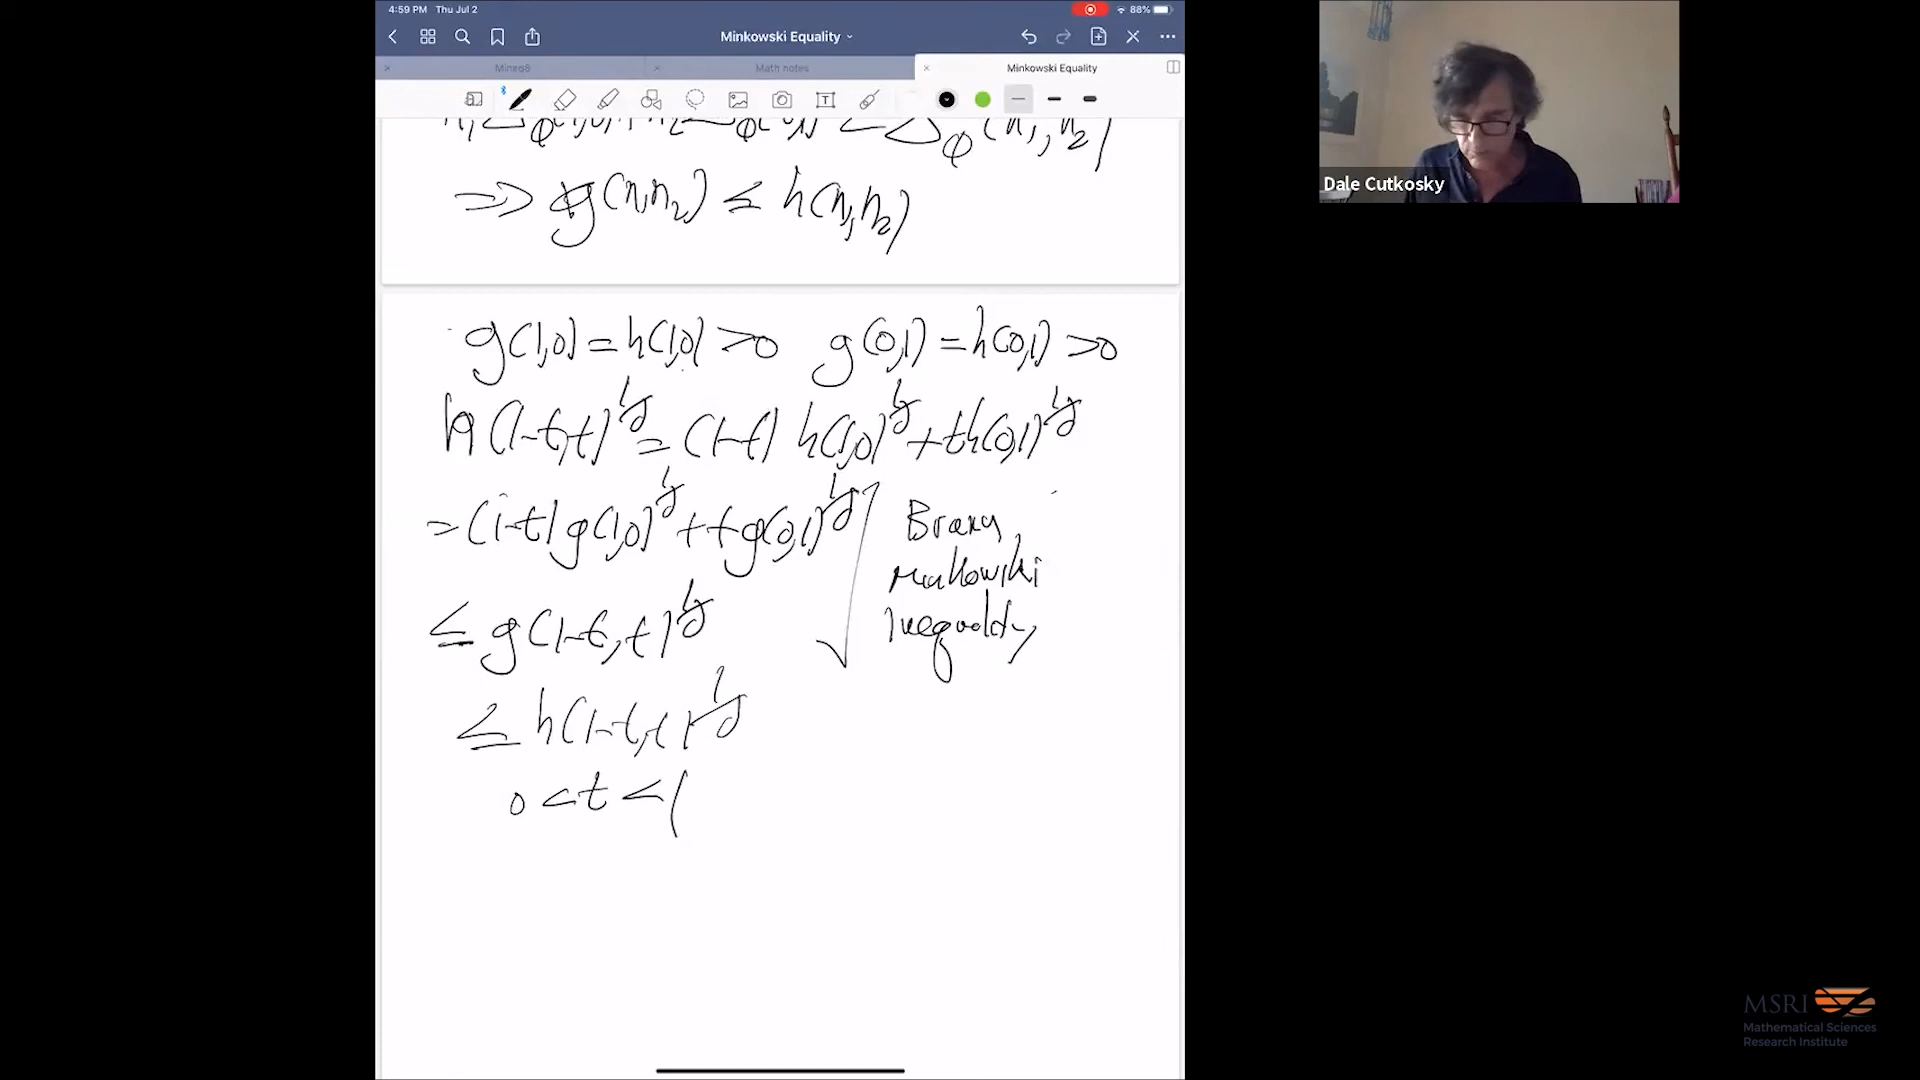 4:59 PM Thu Jul 2
88%
Minkowski Equality
Math notes
Minkowski Equality
⇒ g(n₁,n₂) ≤ h(n₁,n₂)
g(1,0) = h(1,0) > 0 g(0,1) = h(0,1) > 0
h(1-t,t)^{1/d} = (1-t) h(1,0)^{1/d} + t h(0,1)^{1/d}
= (1-t) g(1,0)^{1/d} + t g(0,1)^{1/d}
Brunn
Minkowski
Inequality
≤ g(1-t,t)^{1/d}
≤ h(1-t,t)^{1/d}
0 < t < 1
Dale Cutkosky
MSRI
Mathematical Sciences
Research Institute